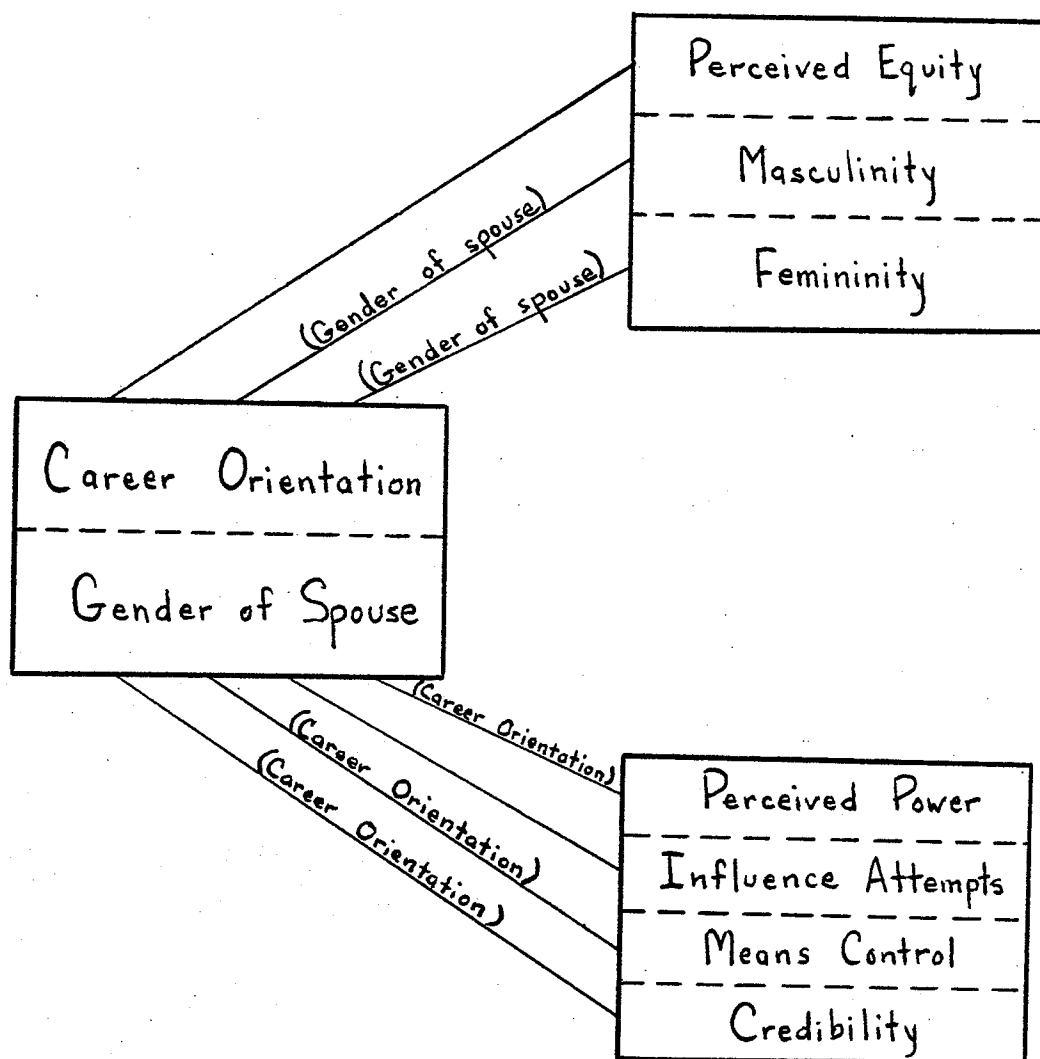 Perceived Equity
Masculinity
Femininity
(Gender of spouse)
(Gender of spouse)
Career Orientation
Gender of Spouse
(Career Orientation)
(Career Orientation)
(Career Orientation)
Perceived Power
Influence Attempts
Means Control
Credibility